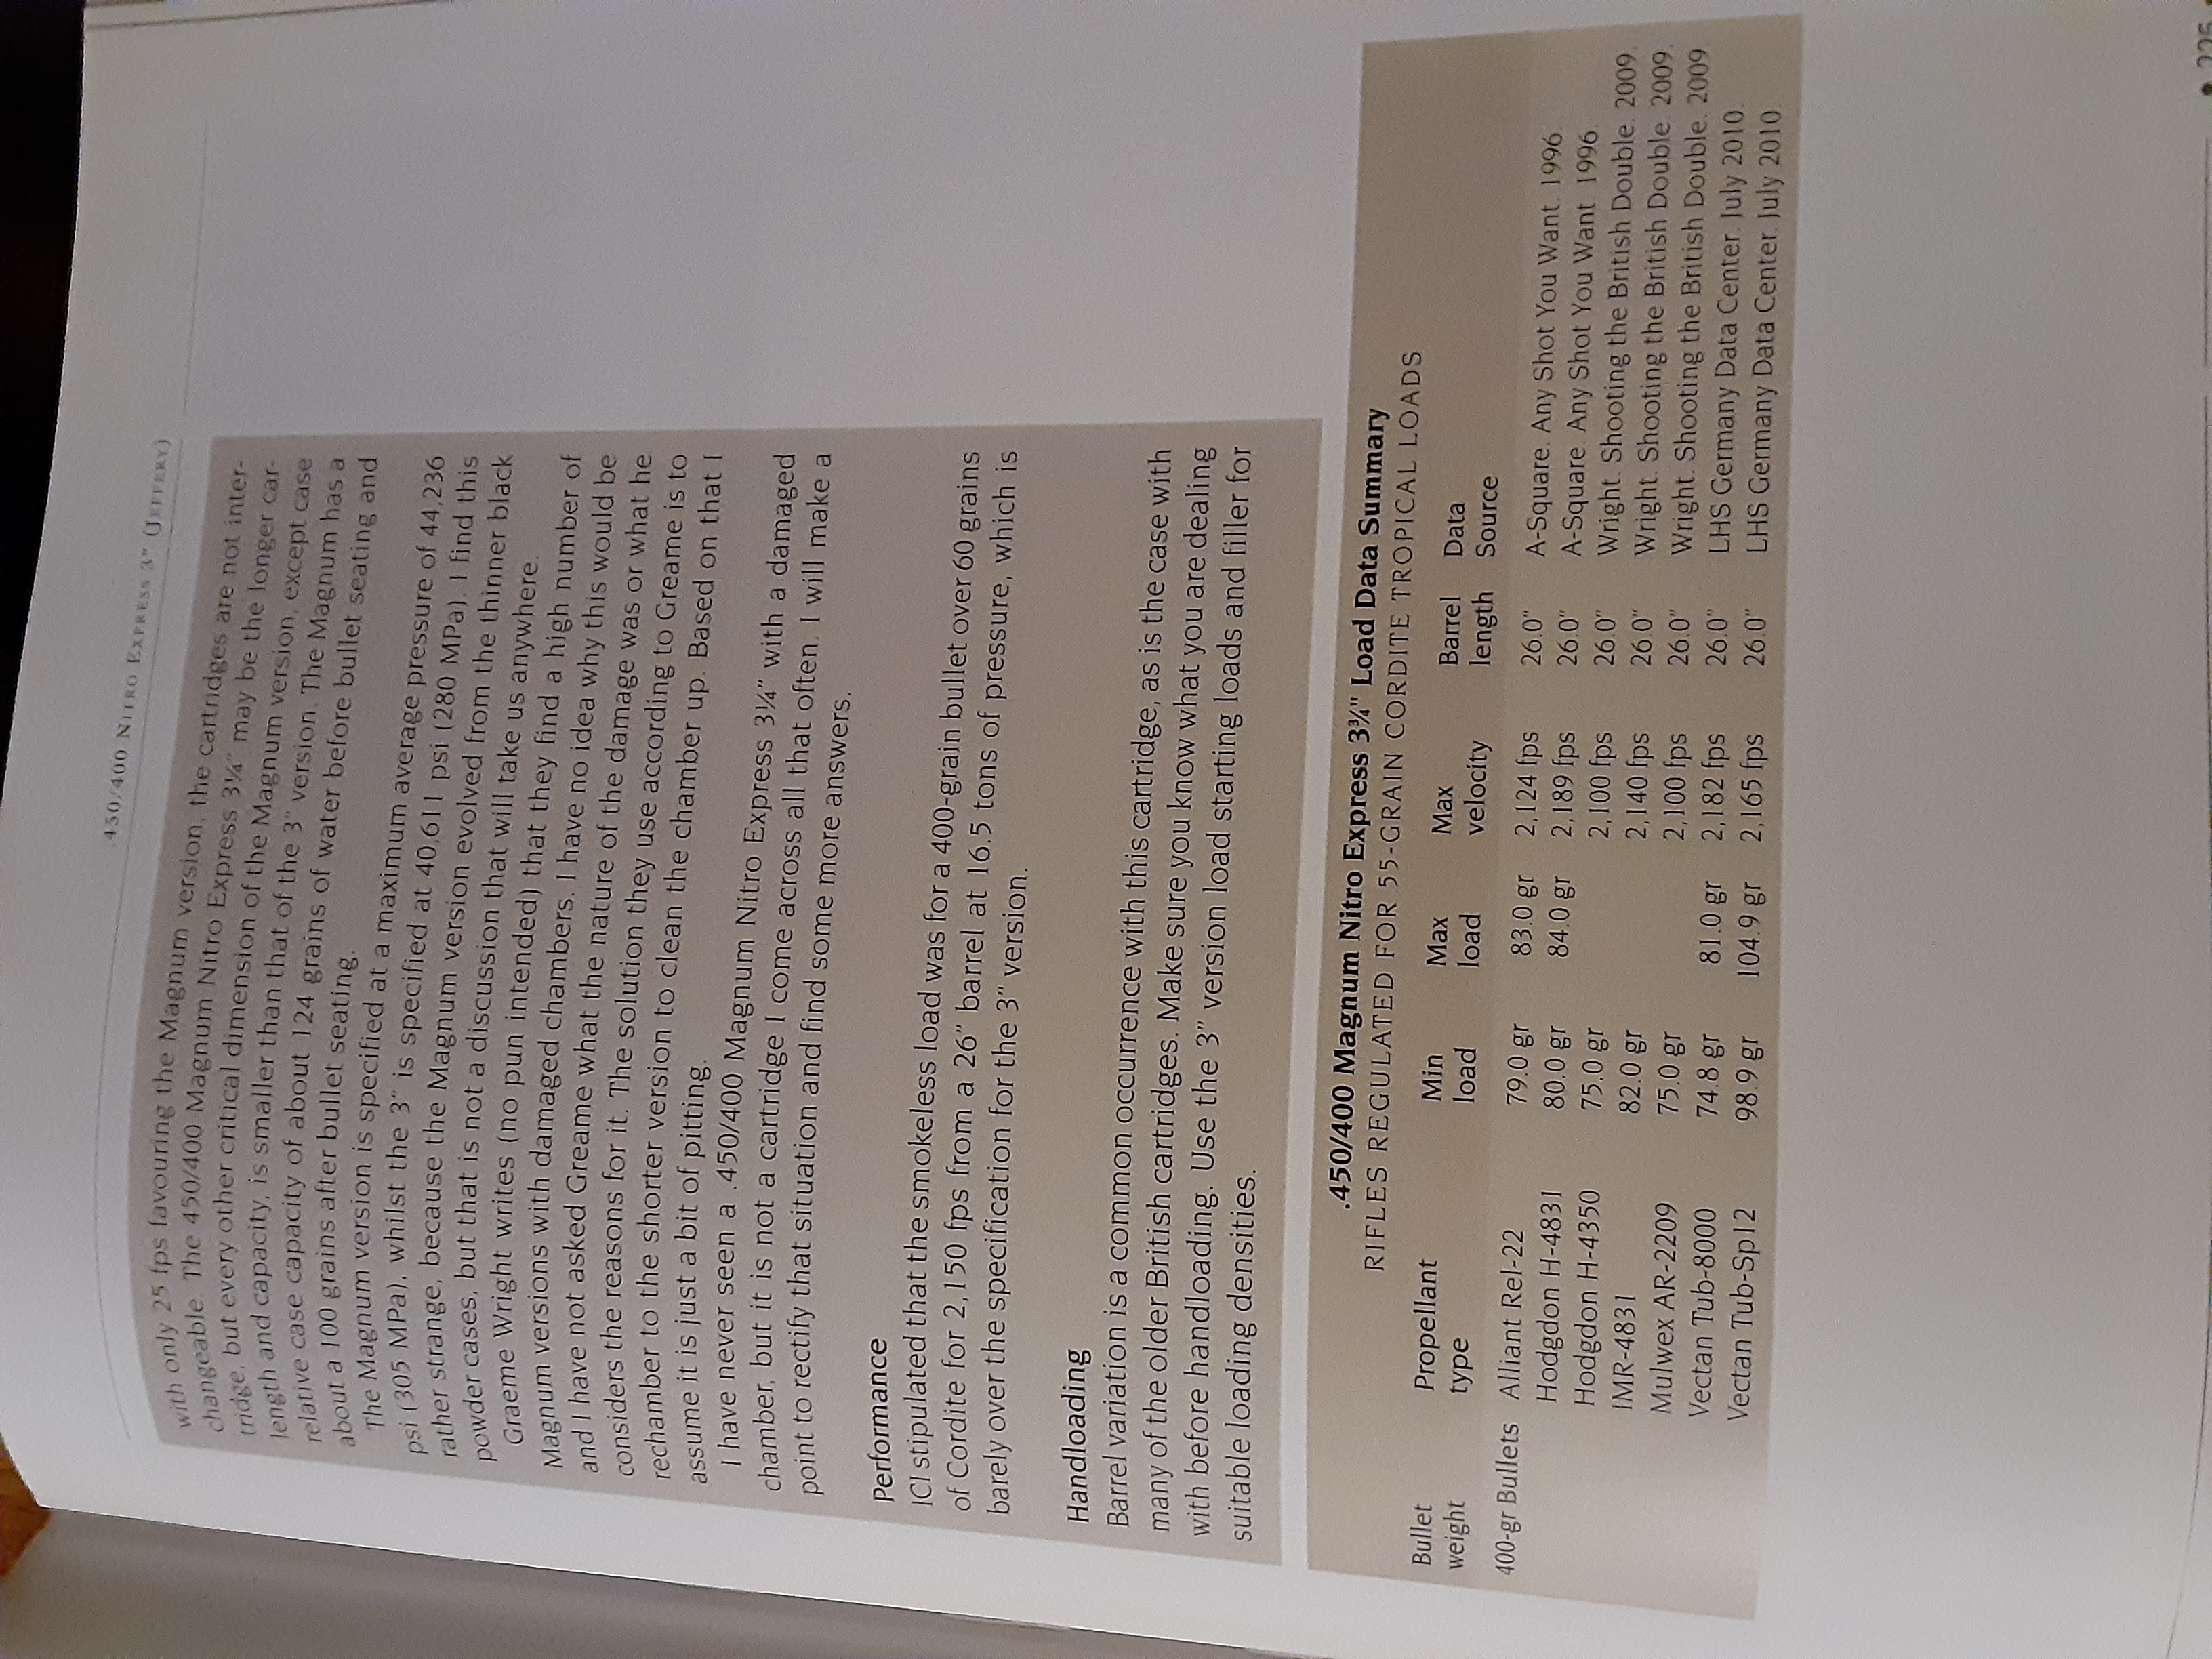 450/400 NITRO EXPRESS 3" (JEFFERY)
with only 25 fps favouring the Magnum version, the cartridges are not inter-
changeable. The 450/400 Magnum Nitro Express 3¼" may be the longer car-
tridge, but every other critical dimension of the Magnum version, except case
length and capacity, is smaller than that of the 3" version. The Magnum has a
relative case capacity of about 124 grains of water before bullet seating and
about a 100 grains after bullet seating.
The Magnum version is specified at a maximum average pressure of 44,236
psi (305 MPa), whilst the 3" is specified at 40,611 psi (280 MPa). I find this
rather strange, because the Magnum version evolved from the thinner black
powder cases, but that is not a discussion that will take us anywhere.
Graeme Wright writes (no pun intended) that they find a high number of
Magnum versions with damaged chambers. I have no idea why this would be
and I have not asked Greame what the nature of the damage was or what he
considers the reasons for it. The solution they use according to Greame is to
rechamber to the shorter version to clean the chamber up. Based on that I
assume it is just a bit of pitting.
I have never seen a .450/400 Magnum Nitro Express 3¼" with a damaged
chamber, but it is not a cartridge I come across all that often. I will make a
point to rectify that situation and find some more answers.
Performance
ICI stipulated that the smokeless load was for a 400-grain bullet over 60 grains
of Cordite for 2,150 fps from a 26" barrel at 16.5 tons of pressure, which is
barely over the specification for the 3" version.
Handloading
Barrel variation is a common occurrence with this cartridge, as is the case with
many of the older British cartridges. Make sure you know what you are dealing
with before handloading. Use the 3" version load starting loads and filler for
suitable loading densities.
.450/400 Magnum Nitro Express 3¾" Load Data Summary
RIFLES REGULATED FOR 55-GRAIN CORDITE TROPICAL LOADS
Bullet Propellant Min Max Max Barrel Data
weight type load load velocity length Source
400-gr Bullets Alliant Rel-22 79.0 gr 83.0 gr 2,124 fps 26.0" A-Square. Any Shot You Want. 1996.
Hodgdon H-4831 80.0 gr 84.0 gr 2,189 fps 26.0" A-Square. Any Shot You Want. 1996.
Hodgdon H-4350 75.0 gr 2,100 fps 26.0" Wright. Shooting the British Double. 2009.
IMR-4831 82.0 gr 2,140 fps 26.0" Wright. Shooting the British Double. 2009.
Mulwex AR-2209 75.0 gr 2,100 fps 26.0" Wright. Shooting the British Double. 2009.
Vectan Tub-8000 74.8 gr 81.0 gr 2,182 fps 26.0" LHS Germany Data Center. July 2010.
Vectan Tub-Sp12 98.9 gr 104.9 gr 2,165 fps 26.0" LHS Germany Data Center. July 2010.
• 225